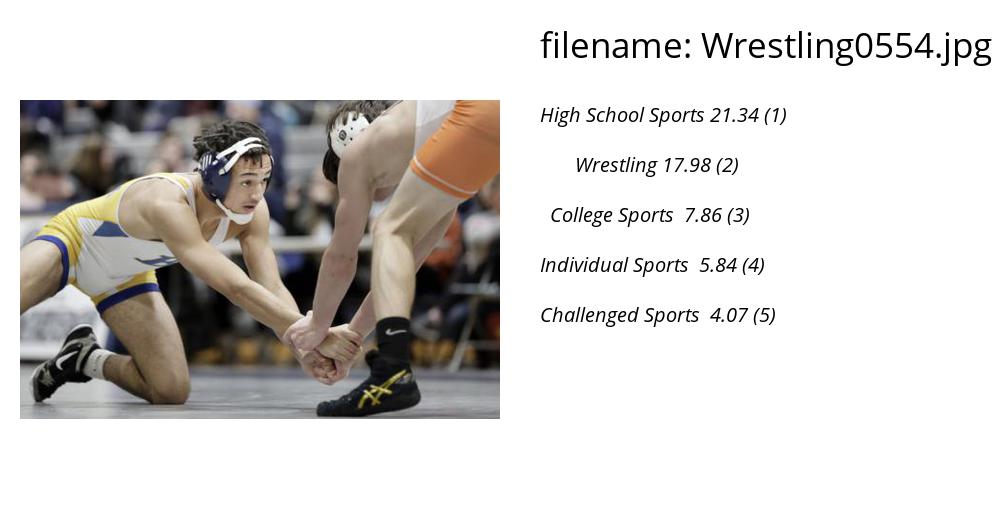 filename: Wrestling0554.jpg
High School Sports 21.34 (1)
Wrestling 17.98 (2)
College Sports 7.86 (3)
Individual Sports 5.84 (4)
Challenged Sports 4.07 (5)